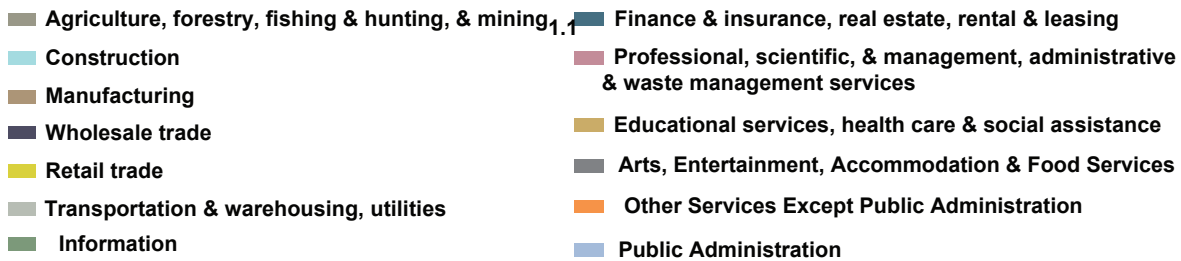 Agriculture, forestry, fishing & hunting, & mining
1.1
Construction
Manufacturing
Wholesale trade
Retail trade
Transportation & warehousing, utilities
Information
Finance & insurance, real estate, rental & leasing
Professional, scientific, & management, administrative
& waste management services
Educational services, health care & social assistance
Arts, Entertainment, Accommodation & Food Services
Other Services Except Public Administration
Public Administration